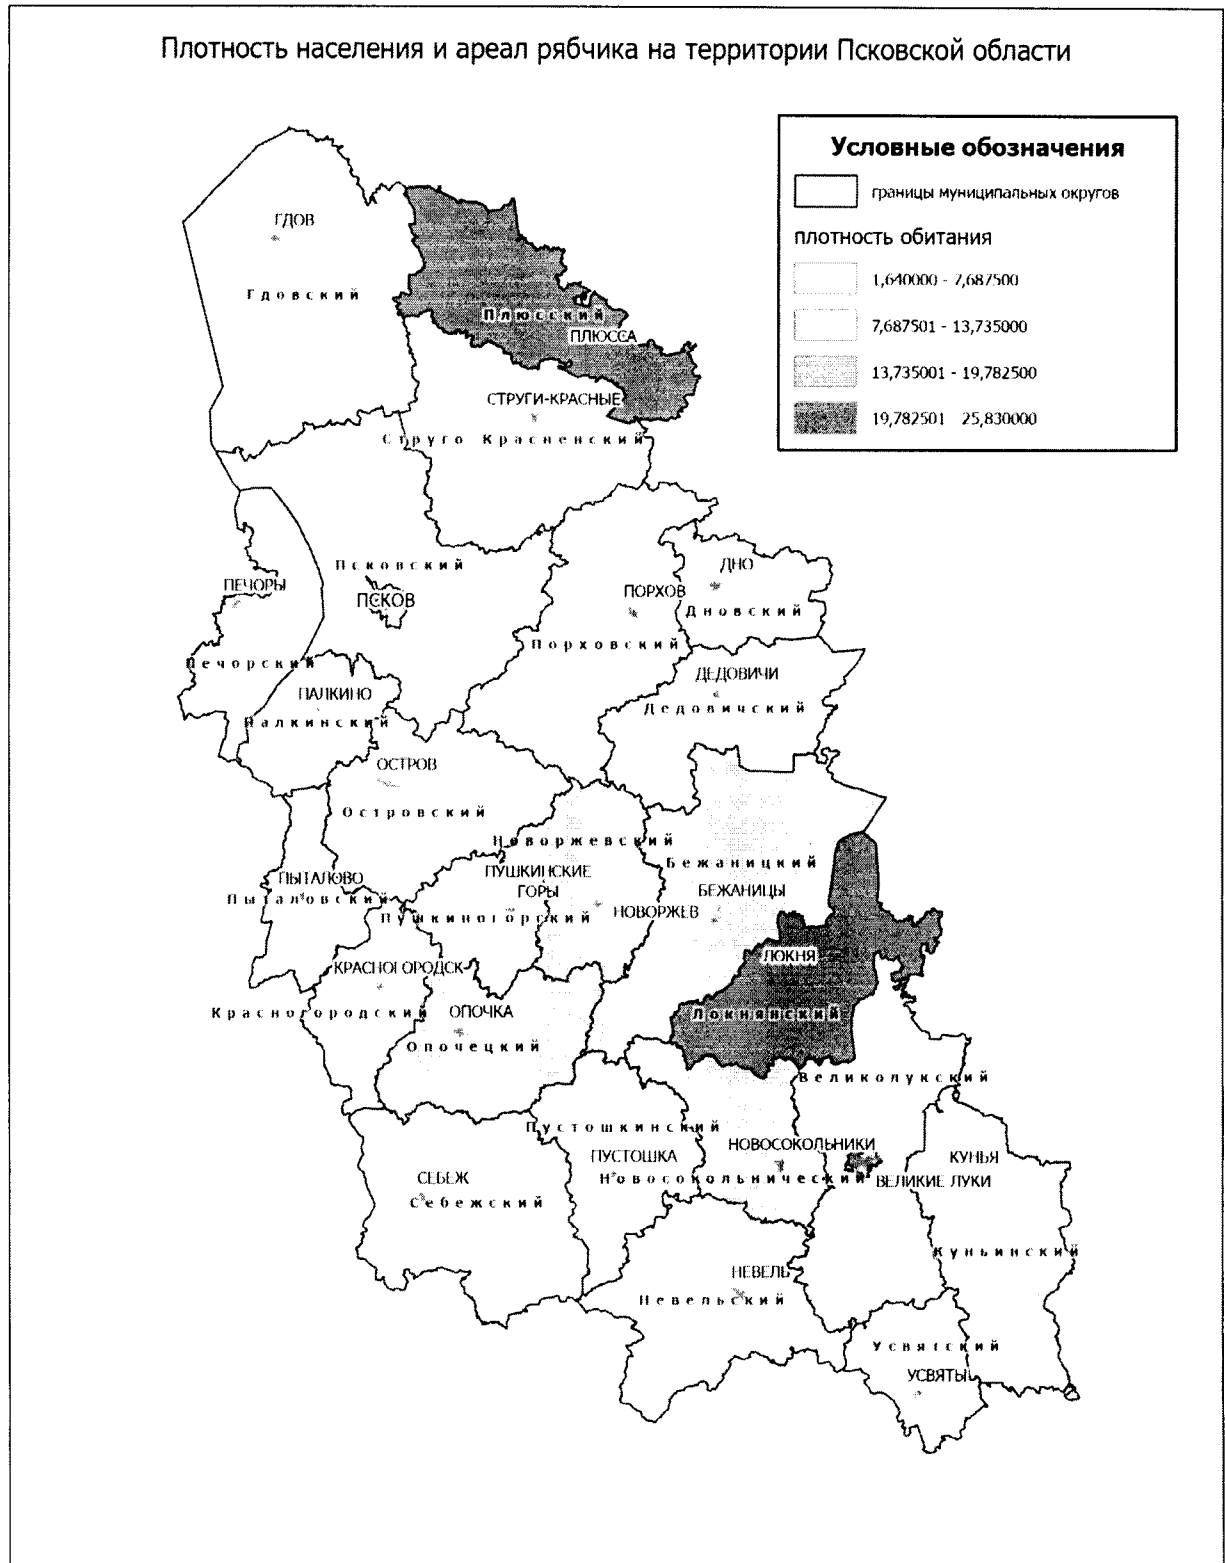 Плотность населения и ареал рябчика на территории Псковской области
Условные обозначения
границы муниципальных округов
плотность обитания
1,640000 - 7,687500
7,687501 - 13,735000
13,735001 - 19,782500
19,782501 25,830000
ГДОВ
Гдовский
Плюсский
ПЛЮССА
СТРУГИ-КРАСНЫЕ
Струго Красненский
Псковский
ПСКОВ
ПЕЧОРЫ
Печорский
ПАЛКИНО
Палкинский
ПОРХОВ
Порховский
ДНО
Дновский
ДЕДОВИЧИ
Дедовичский
ОСТРОВ
Островский
Новоржевский
ПУШКИНСКИЕ
ГОРЫ
Пушкиногорский
НОВОРЖЕВ
Бежаницкий
БЕЖАНИЦЫ
ПЫТАЛОВО
Пыталовский
КРАСНОГОРОДСК
Красногородский
ОПОЧКА
Опочецкий
ЛОКНЯ
Локнянский
Великолукский
Пустошкинский
ПУСТОШКА
НОВОСОКОЛЬНИКИ
Новосокольнический
ВЕЛИКИЕ ЛУКИ
КУНЬЯ
Куньинский
СЕБЕЖ
Себежский
НЕВЕЛЬ
Невельский
Усвятский
УСВЯТЫ